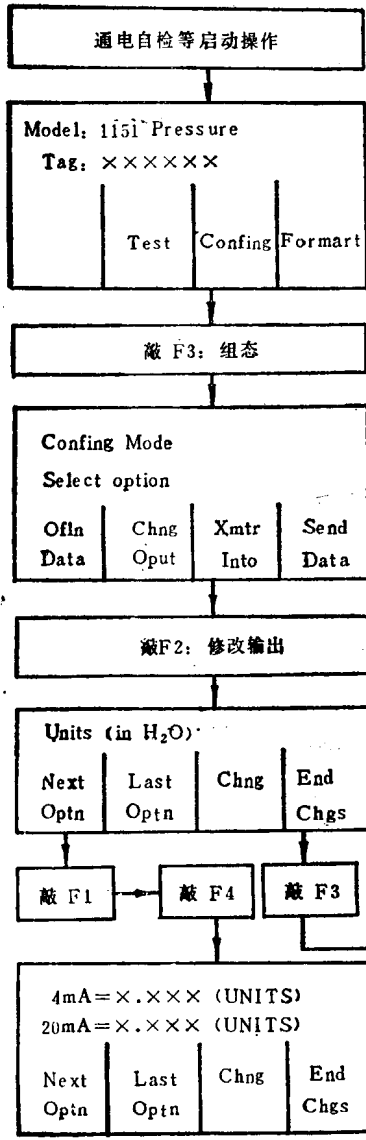 通电自检等启动操作
Model: 1151 Pressure
Tag: ××××××
Test Confing Formart
敲 F3: 组态
Confing Mode
Select option
Ofln Chng Xmtr Send
Data Oput Into Data
敲F2: 修改输出
Units (in H₂O)
Next Last Chng End
Optn Optn Chgs
敲 F1 敲 F4 敲 F3
4mA=×.××× (UNITS)
20mA=×.××× (UNITS)
Next Last Chng End
Optn Optn Chgs